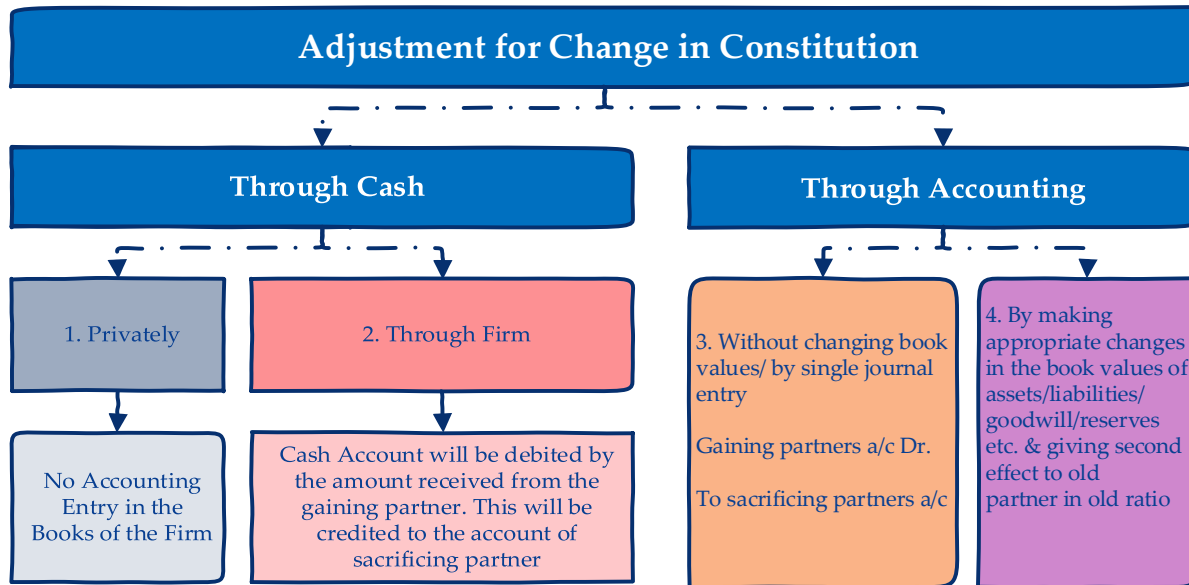 Adjustment for Change in Constitution
Through Cash
Through Accounting
1. Privately
2. Through Firm
3. Without changing book
values/ by single journal
entry
Gaining partners a/c Dr.
To sacrificing partners a/c
4. By making
appropriate changes
in the book values of
assets/liabilities/
goodwill/reserves
etc. & giving second
effect to old
partner in old ratio
No Accounting
Entry in the
Books of the Firm
Cash Account will be debited by
the amount received from the
gaining partner. This will be
credited to the account of
sacrificing partner